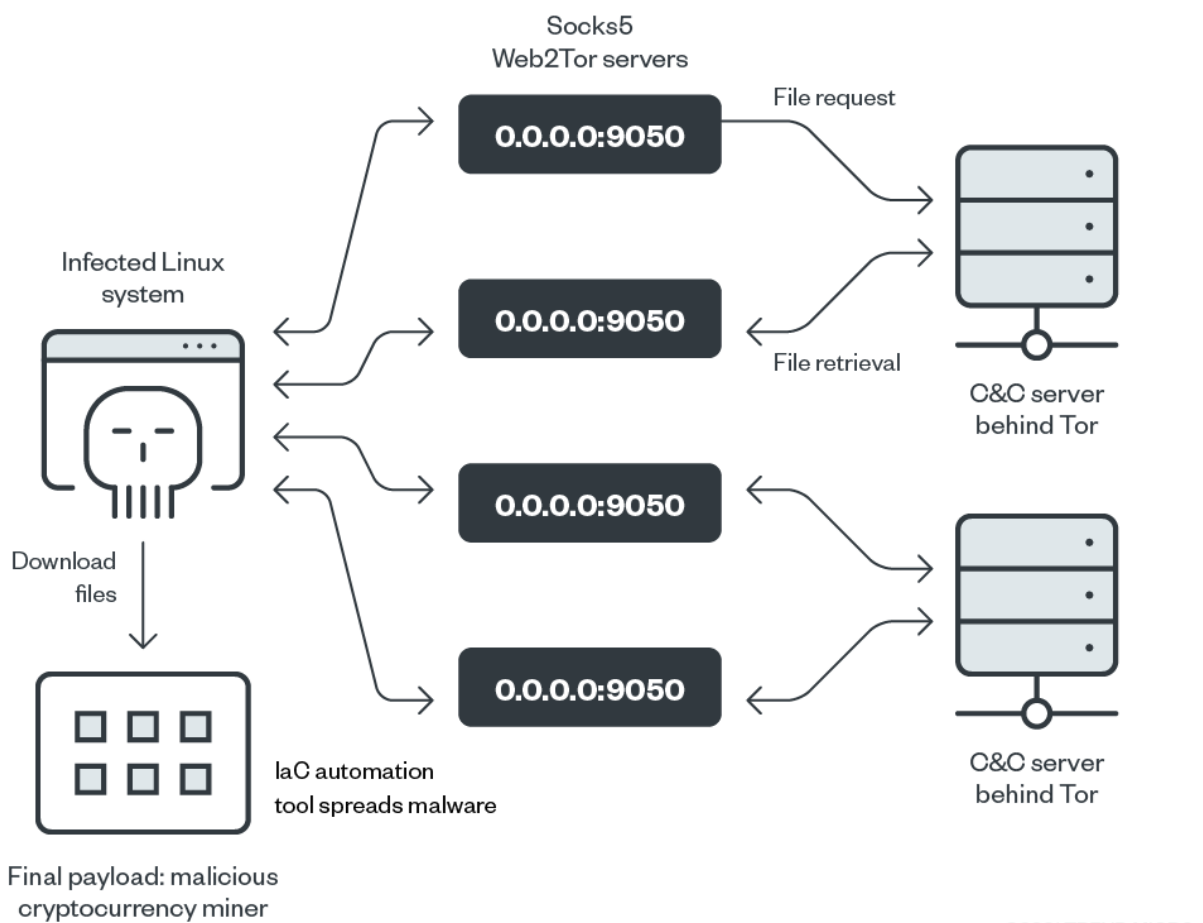 Socks5
Web2Tor servers
0.0.0.0:9050
File request
Infected Linux
system
0.0.0.0:9050
File retrieval
C&C server
behind Tor
0.0.0.0:9050
Download
files
0.0.0.0:9050
IaC automation
tool spreads malware
C&C server
behind Tor
Final payload: malicious
cryptocurrency miner